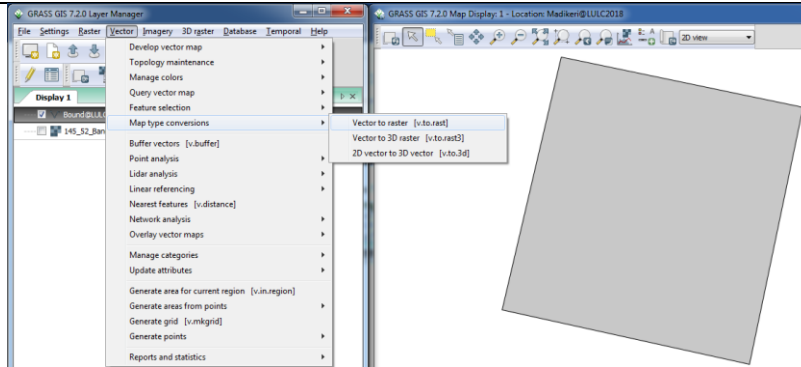 GRASS GIS 7.2.0 Layer Manager
File Settings Raster Vector Imagery 3D raster Database Temporal Help
Display 1
Bound@LULC
145_52_Ban
Develop vector map
Topology maintenance
Manage colors
Query vector map
Feature selection
Map type conversions
Buffer vectors [v.buffer]
Point analysis
Lidar analysis
Linear referencing
Nearest features [v.distance]
Network analysis
Overlay vector maps
Manage categories
Update attributes
Generate area for current region [v.in.region]
Generate areas from points
Generate grid [v.mkgrid]
Generate points
Reports and statistics
Vector to raster [v.to.rast]
Vector to 3D raster [v.to.rast3]
2D vector to 3D vector [v.to.3d]
GRASS GIS 7.2.0 Map Display: 1 - Location: Madikeri@LULC2018
2D view